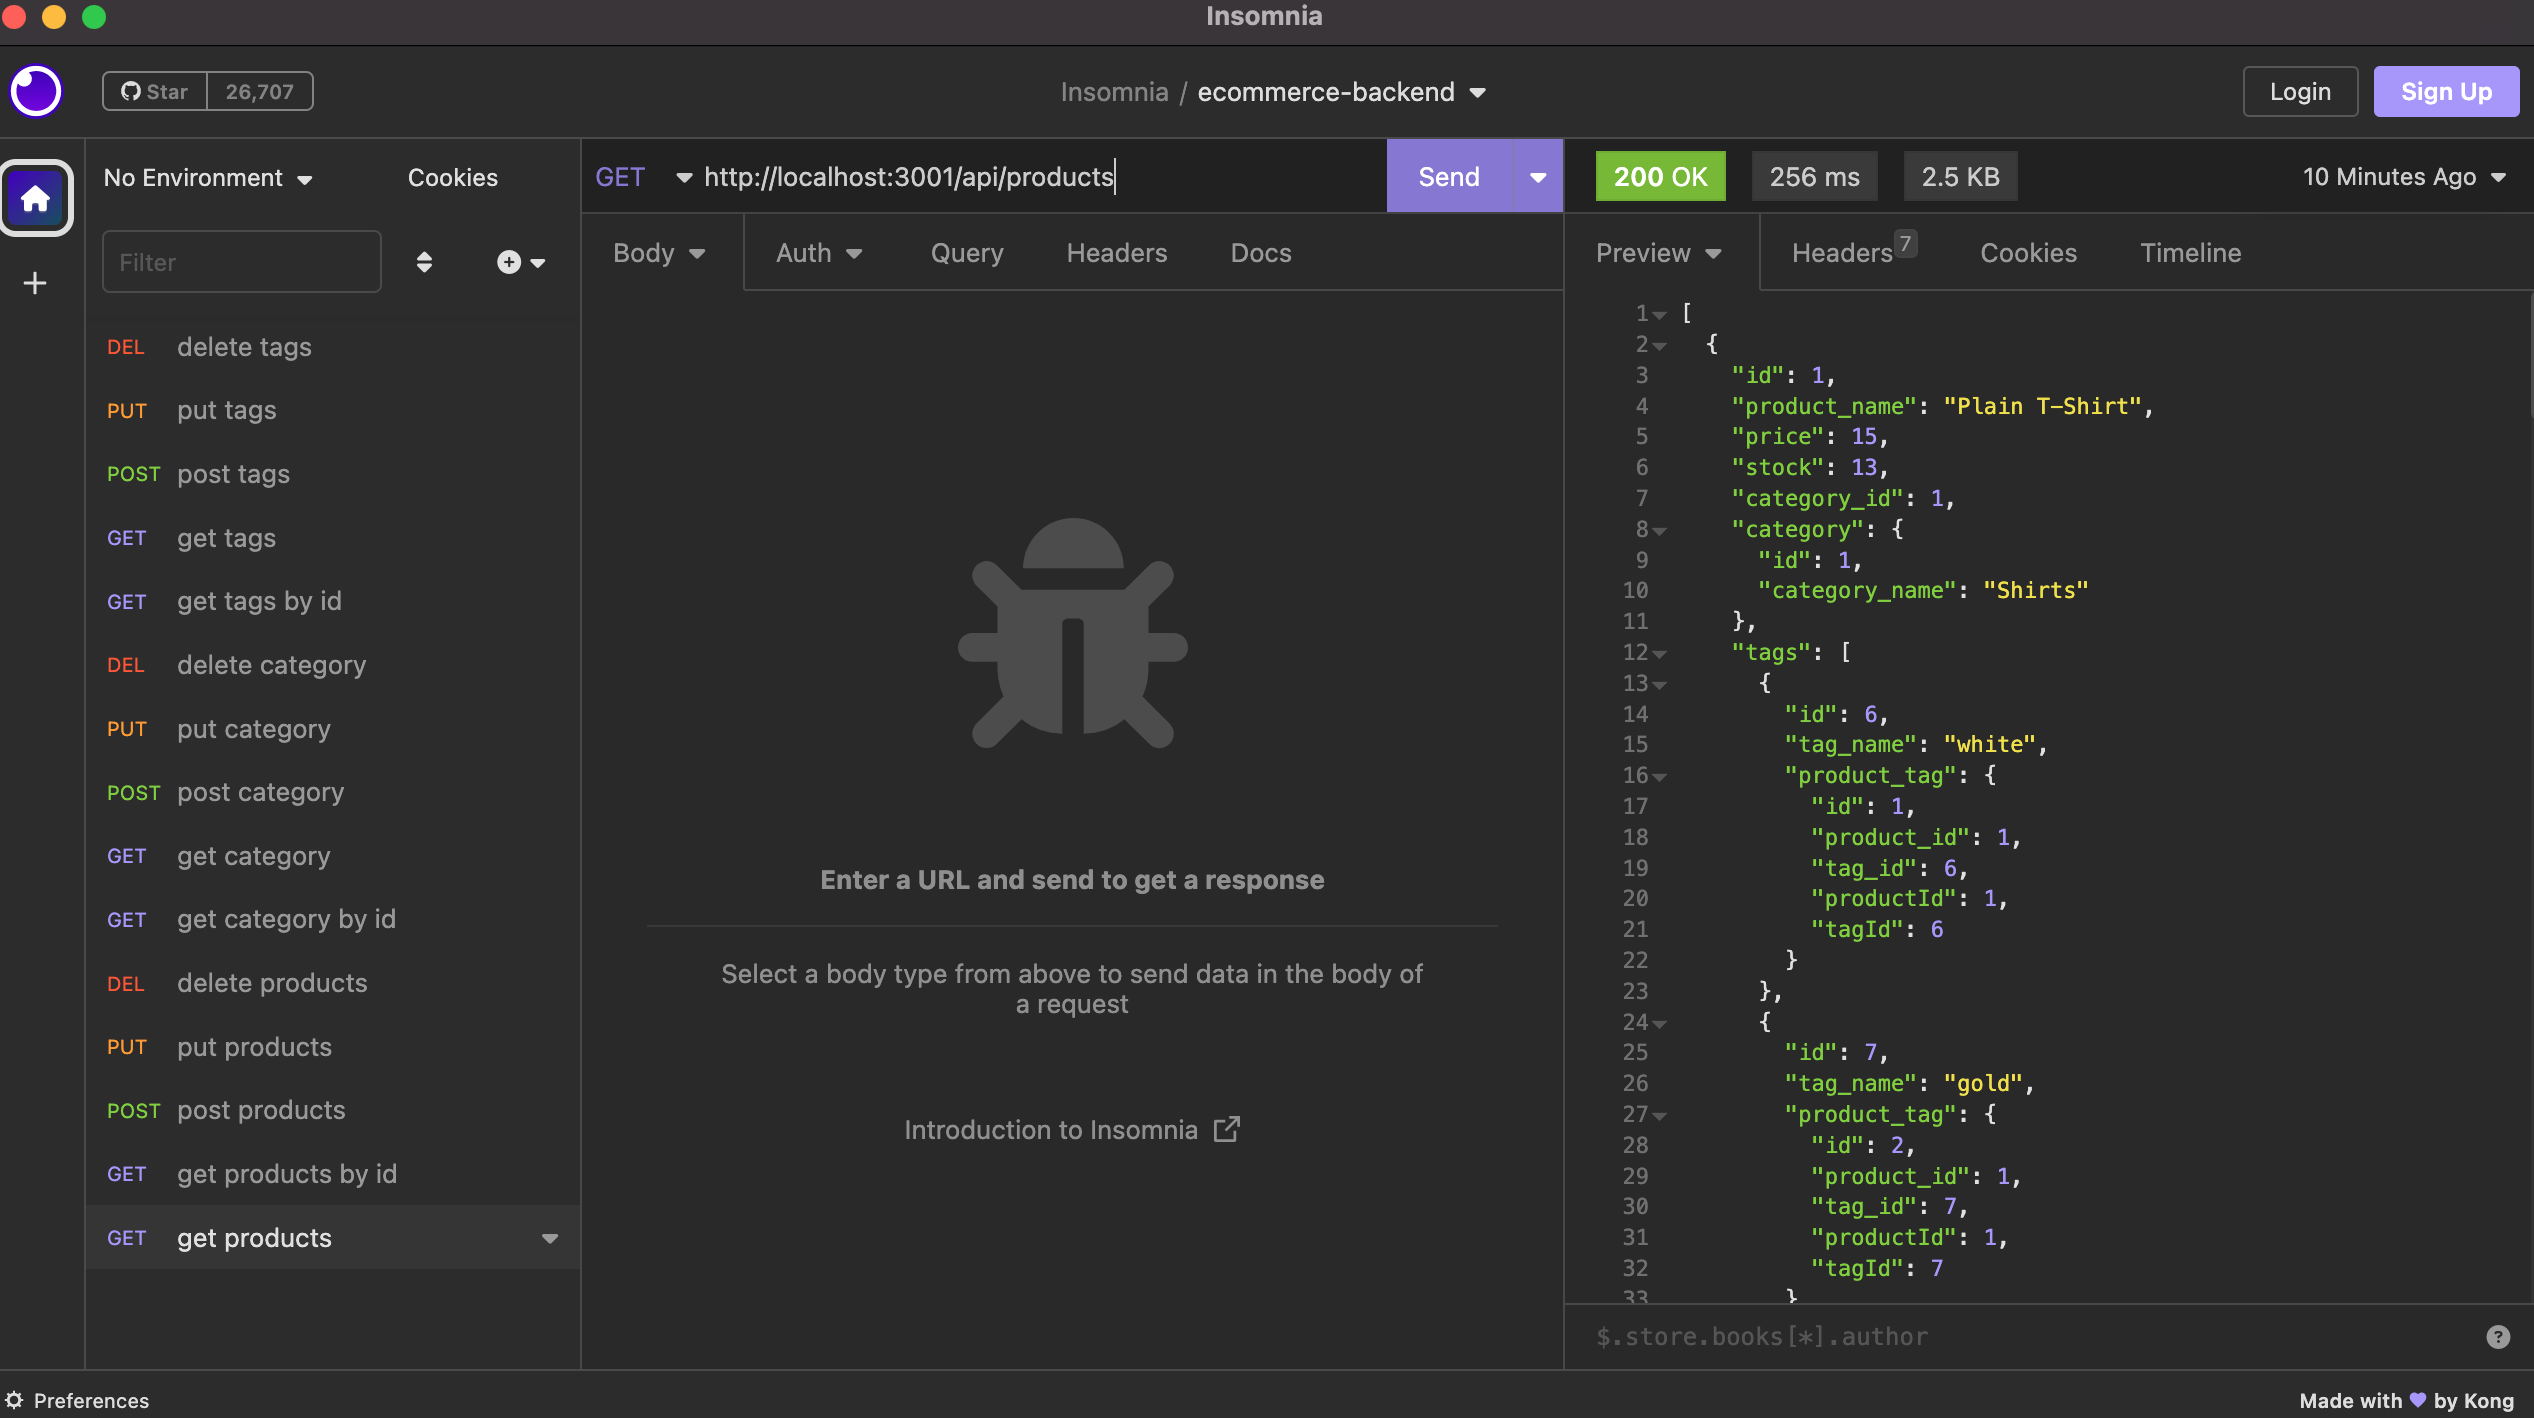 Insomnia
Star 26,707
Insomnia / ecommerce-backend
Login Sign Up
No Environment Cookies
Filter
DEL delete tags
PUT put tags
POST post tags
GET get tags
GET get tags by id
DEL delete category
PUT put category
POST post category
GET get category
GET get category by id
DEL delete products
PUT put products
POST post products
GET get products by id
GET get products
GET http://localhost:3001/api/products Send
Body Auth Query Headers Docs
Enter a URL and send to get a response
Select a body type from above to send data in the body of
a request
Introduction to Insomnia
200 OK 256 ms 2.5 KB 10 Minutes Ago
Preview Headers 7 Cookies Timeline
1 [
2 {
3 "id": 1,
4 "product_name": "Plain T-Shirt",
5 "price": 15,
6 "stock": 13,
7 "category_id": 1,
8 "category": {
9 "id": 1,
10 "category_name": "Shirts"
11 },
12 "tags": [
13 {
14 "id": 6,
15 "tag_name": "white",
16 "product_tag": {
17 "id": 1,
18 "product_id": 1,
19 "tag_id": 6,
20 "productId": 1,
21 "tagId": 6
22 }
23 },
24 {
25 "id": 7,
26 "tag_name": "gold",
27 "product_tag": {
28 "id": 2,
29 "product_id": 1,
30 "tag_id": 7,
31 "productId": 1,
32 "tagId": 7
33 }
$.store.books[*].author ?
Preferences
Made with 💜 by Kong